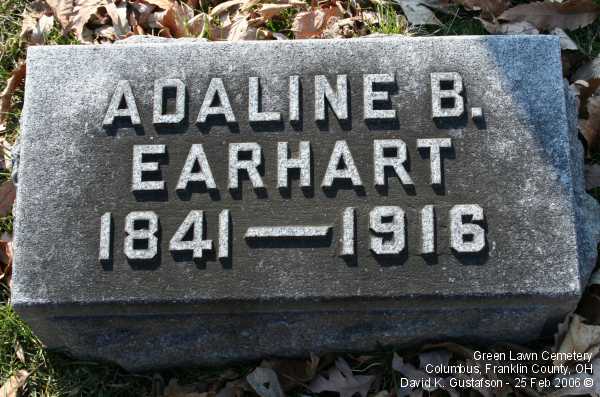 ADALINE B.
EARHART
1841 — 1916
Green Lawn Cemetery
Columbus, Franklin County, OH
David K. Gustafson - 25 Feb 2006 ©